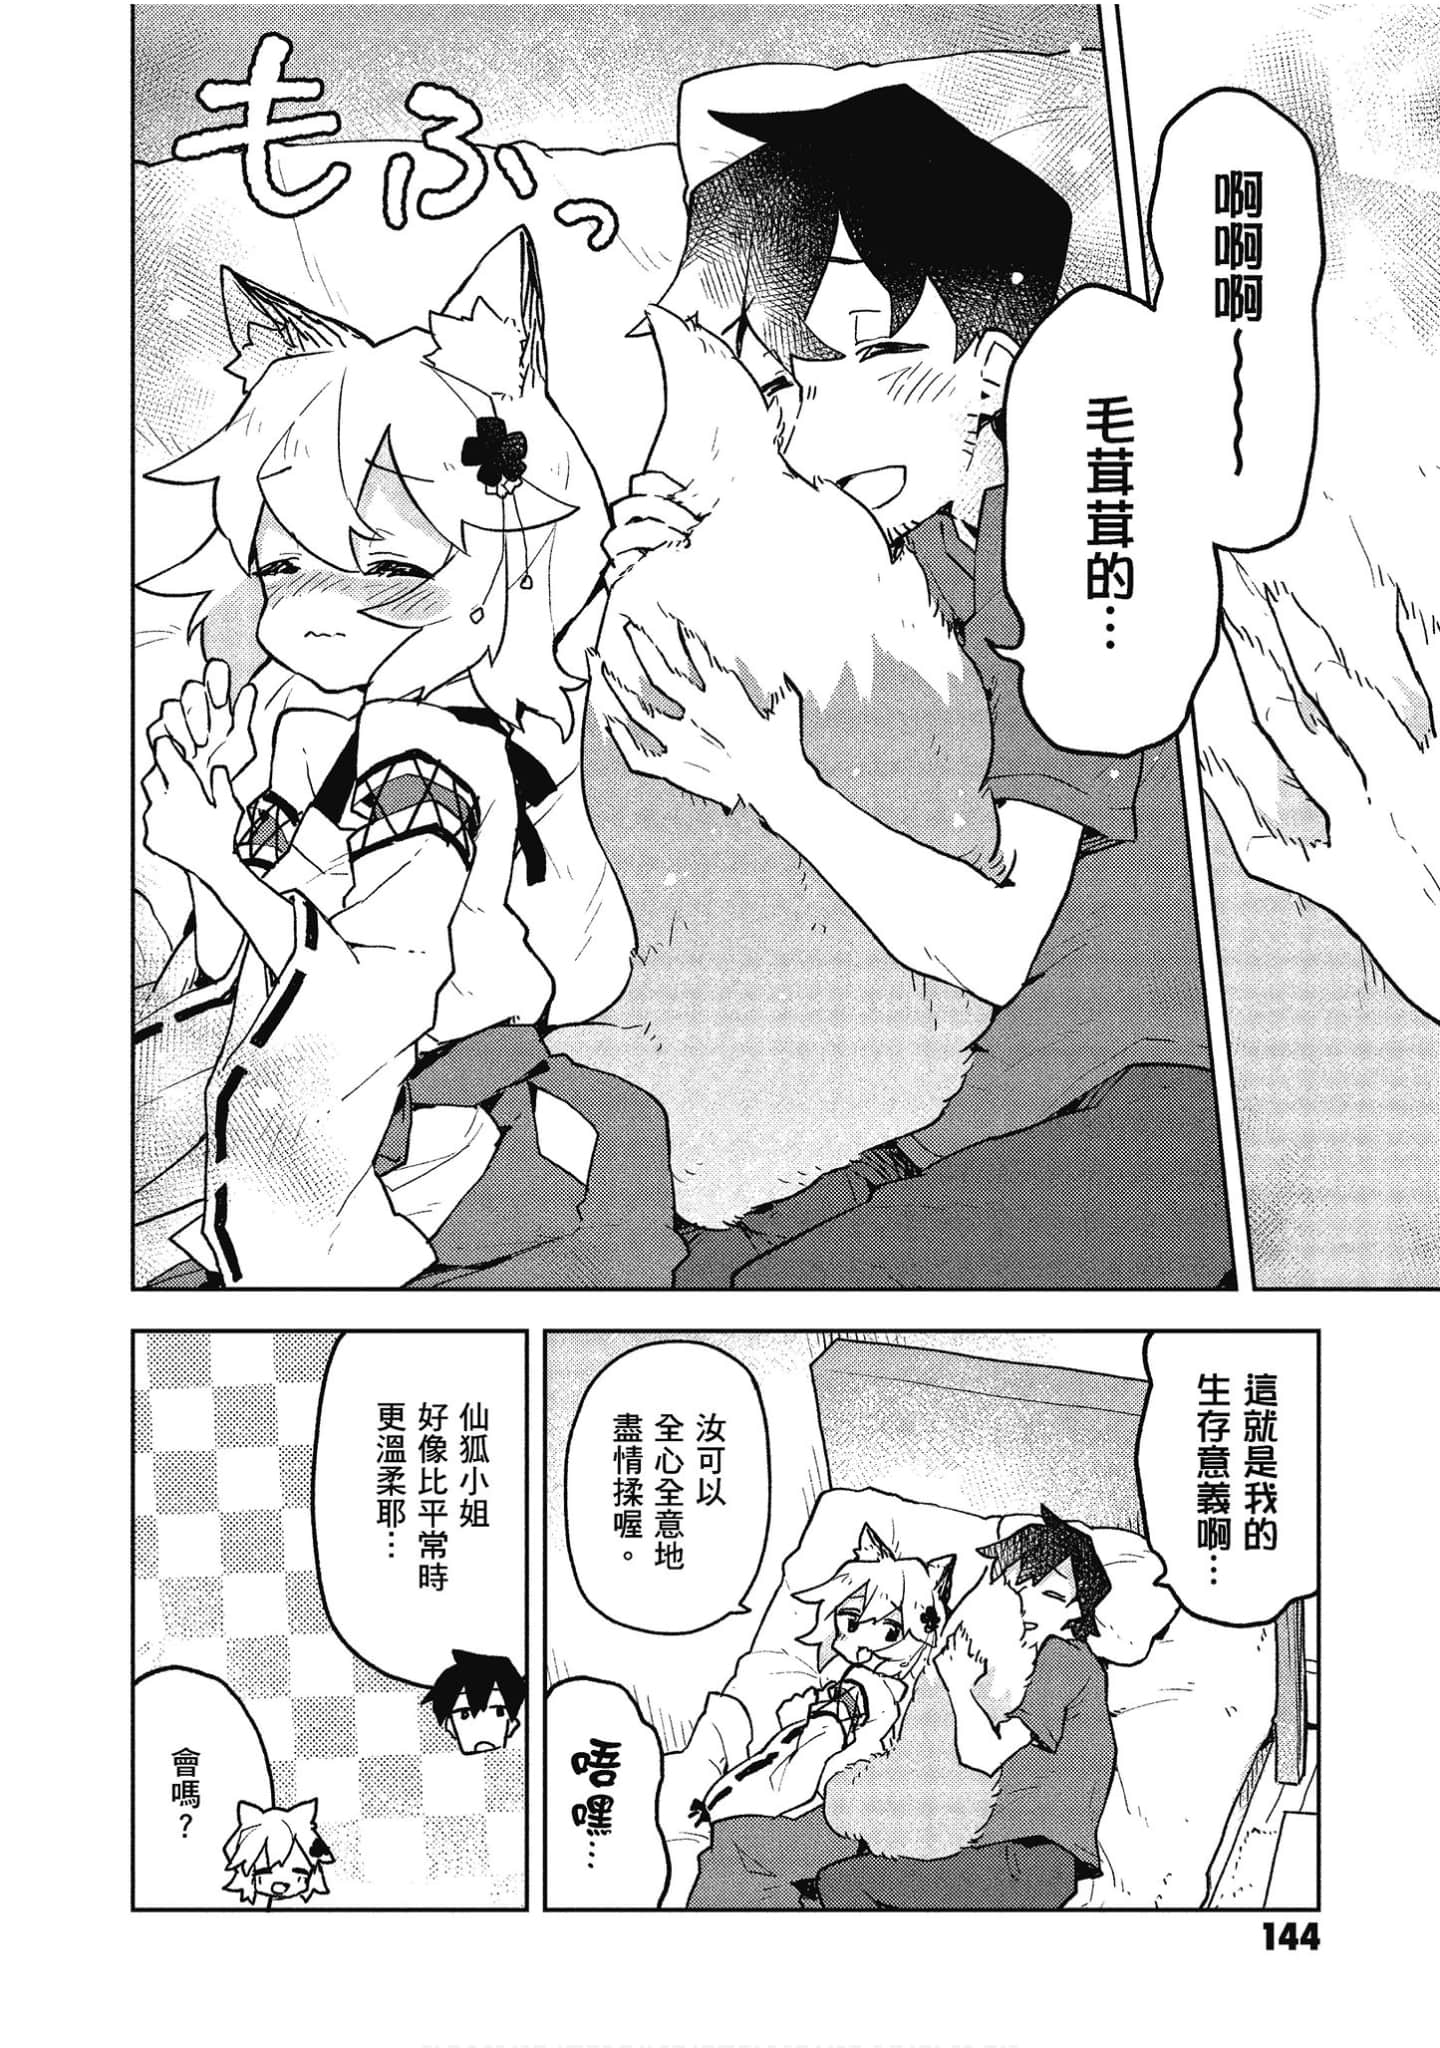 啊啊啊～
毛茸茸的…
もふっ
這就是我的
生存意義啊…
汝可以
全心全意地
盡情揉喔。
唔嘿…
仙狐小姐
好像比平常時
更溫柔耶…
會嗎？
144